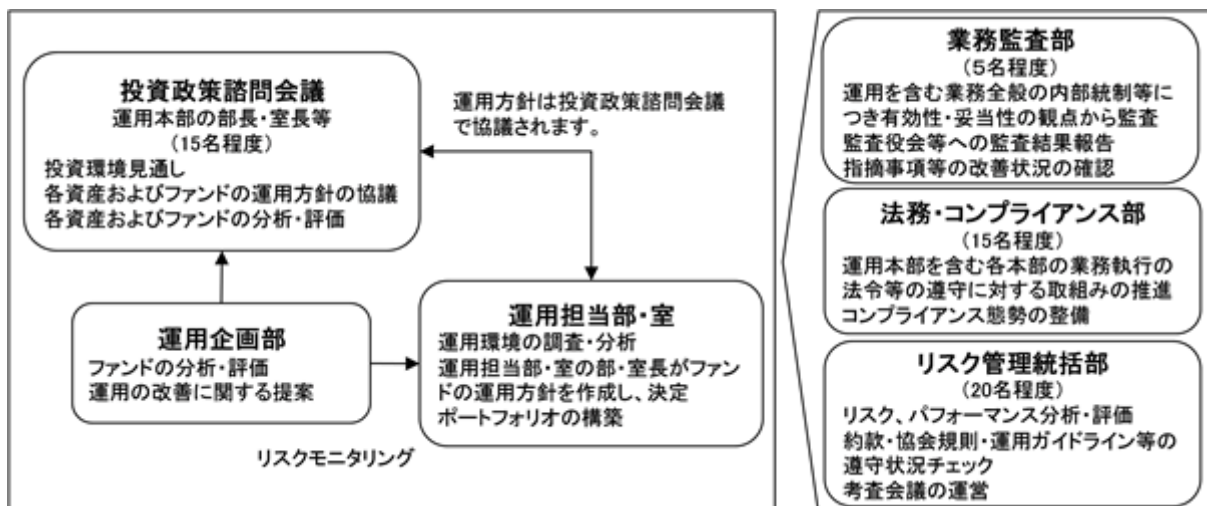 投資政策諮問会議
運用本部の部長・室長等
(15名程度)
投資環境見通し
各資産およびファンドの運用方針の協議
各資産およびファンドの分析・評価
運用方針は投資政策諮問会議
で協議されます。
運用企画部
ファンドの分析・評価
運用の改善に関する提案
運用担当部・室
運用環境の調査・分析
運用担当部・室の部・室長がファン
ドの運用方針を作成し、決定
ポートフォリオの構築
リスクモニタリング
業務監査部
(5名程度)
運用を含む業務全般の内部統制等に
つき有効性・妥当性の観点から監査
監査役会等への監査結果報告
指摘事項等の改善状況の確認
法務・コンプライアンス部
(15名程度)
運用本部を含む各本部の業務執行の
法令等の遵守に対する取組みの推進
コンプライアンス態勢の整備
リスク管理統括部
(20名程度)
リスク、パフォーマンス分析・評価
約款・協会規則・運用ガイドライン等の
遵守状況チェック
考査会議の運営